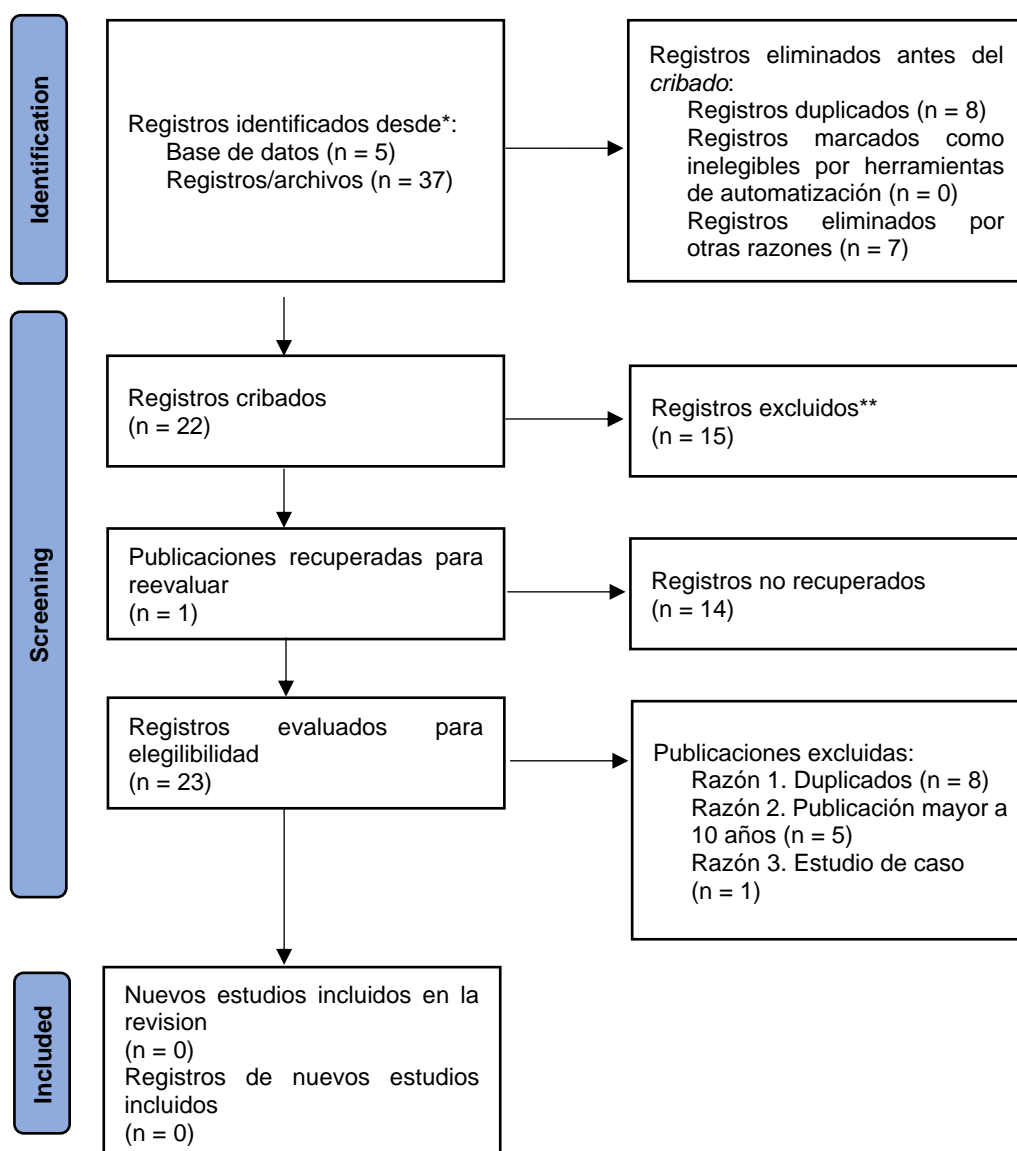 Identification
Registros identificados desde*:
Base de datos (n = 5)
Registros/archivos (n = 37)
Registros eliminados antes del
cribado:
Registros duplicados (n = 8)
Registros marcados como
inelegibles por herramientas
de automatización (n = 0)
Registros eliminados por
otras razones (n = 7)
Screening
Registros cribados
(n = 22)
Registros excluidos**
(n = 15)
Publicaciones recuperadas para
reevaluar
(n = 1)
Registros no recuperados
(n = 14)
Registros evaluados para
elegilibilidad
(n = 23)
Publicaciones excluidas:
Razón 1. Duplicados (n = 8)
Razón 2. Publicación mayor a
10 años (n = 5)
Razón 3. Estudio de caso
(n = 1)
Included
Nuevos estudios incluidos en la
revision
(n = 0)
Registros de nuevos estudios
incluidos
(n = 0)